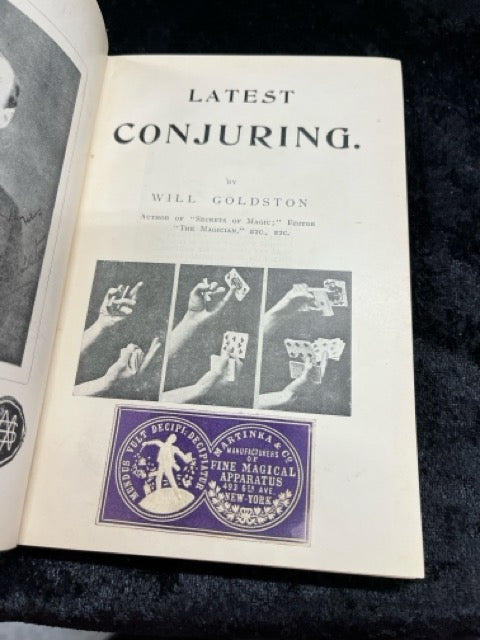 LATEST
CONJURING.
BY
WILL GOLDSTON
AUTHOR OF "SECRETS OF MAGIC;" EDITOR
"THE MAGICIAN," ETC., ETC.
MUNDUS VULT DECIPI, DECIPIATUR
MARTINKA & CO.
MANUFACTURERS
OF
FINE MAGICAL
APPARATUS
493 6TH AVE.
NEW-YORK